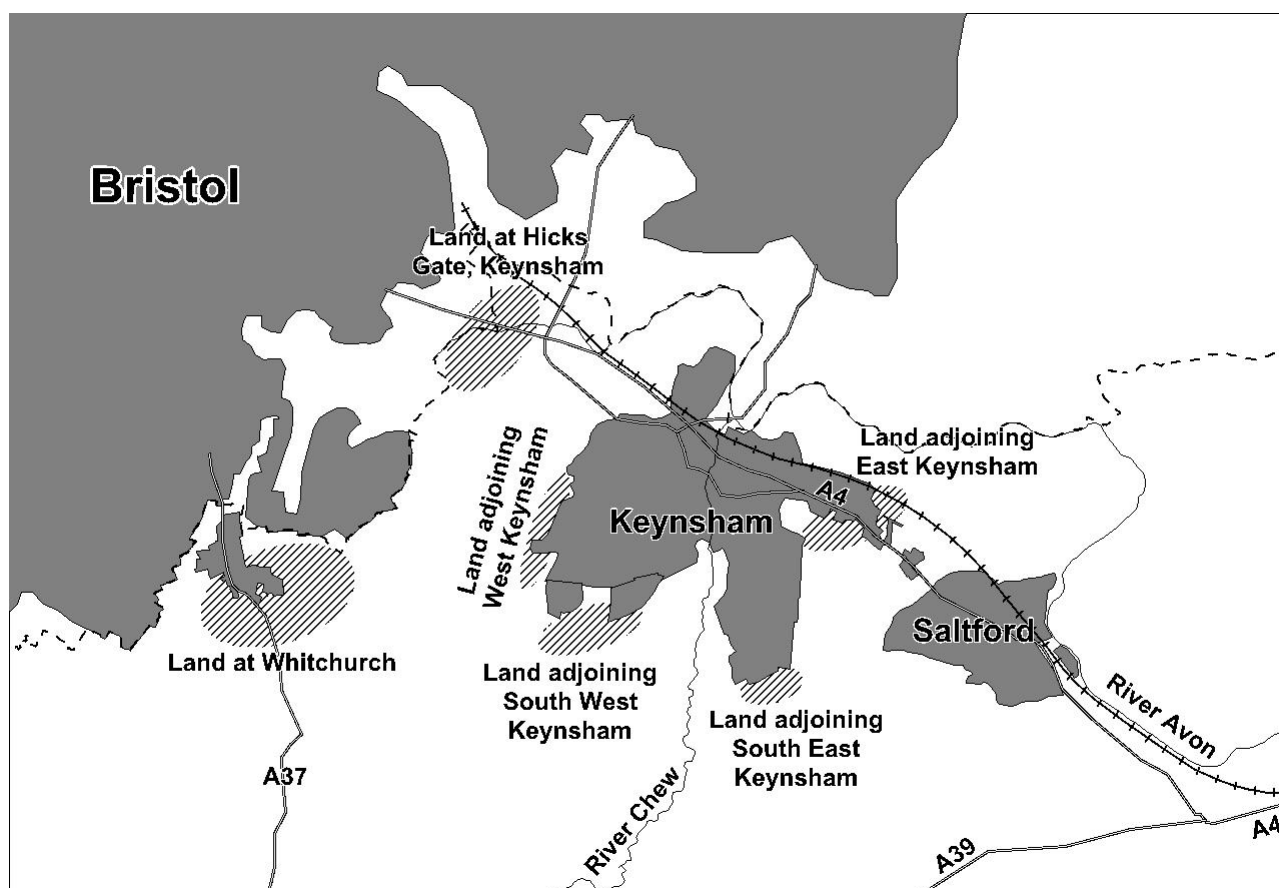 Bristol
Land at Hicks
Gate, Keynsham
Land adjoining
East Keynsham
Land adjoining
West Keynsham
A4
Keynsham
Saltford
Land at Whitchurch
Land adjoining
South West
Keynsham
Land adjoining
South East
Keynsham
River Avon
A37
River Chew
A39
A4